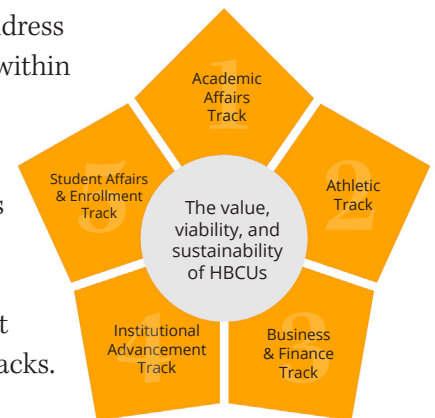 dress
within
s
t
acks.
1
Academic
Affairs
Track
2
Athletic
Track
3
Business
& Finance
Track
4
Institutional
Advancement
Track
5
Student Affairs
& Enrollment
Track
The value,
viability, and
sustainability
of HBCUs